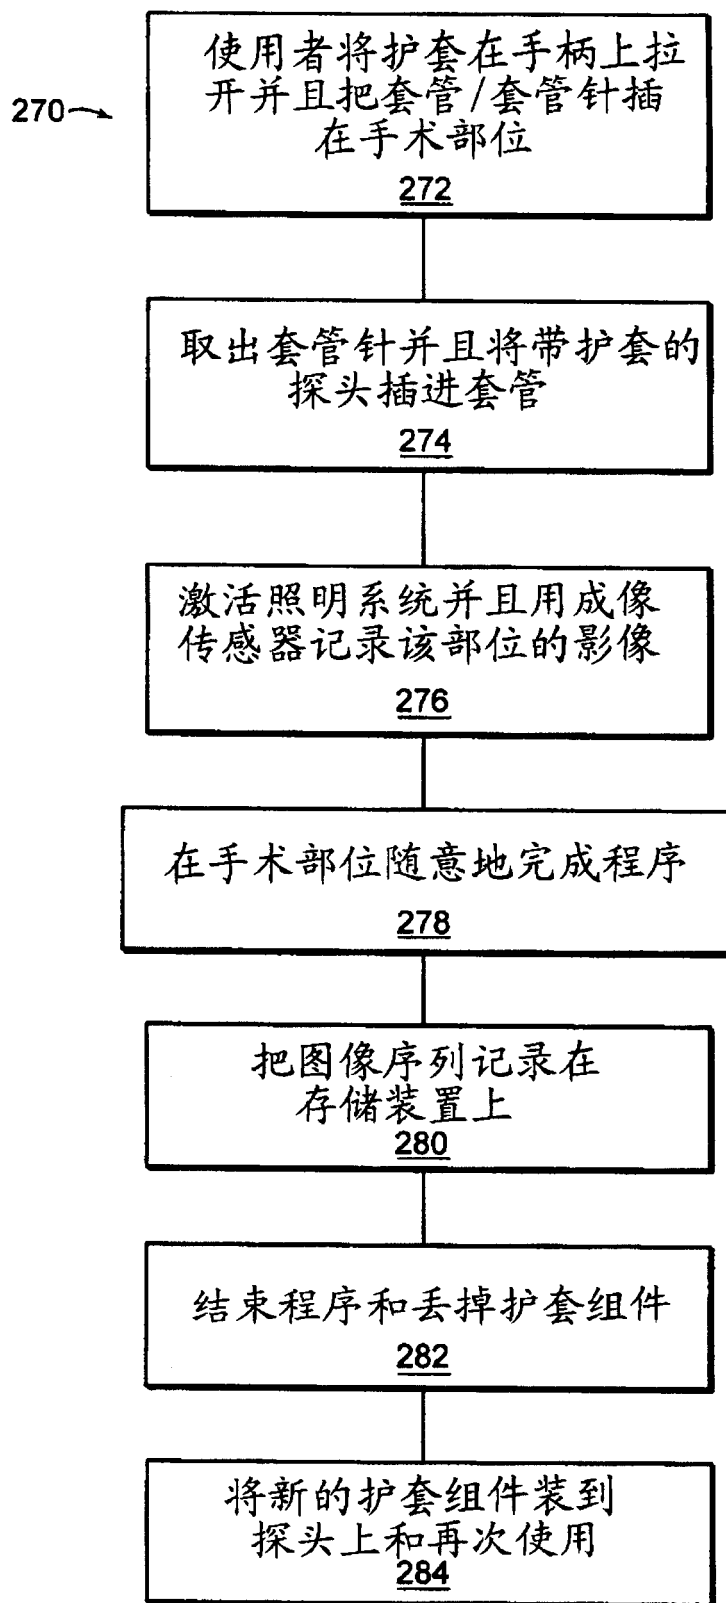 270
使用者将护套在手柄上拉
开并且把套管/套管针插
在手术部位
272
取出套管针并且将带护套的
探头插进套管
274
激活照明系统并且用成像
传感器记录该部位的影像
276
在手术部位随意地完成程序
278
把图像序列记录在
存储装置上
280
结束程序和丢掉护套组件
282
将新的护套组件装到
探头上和再次使用
284